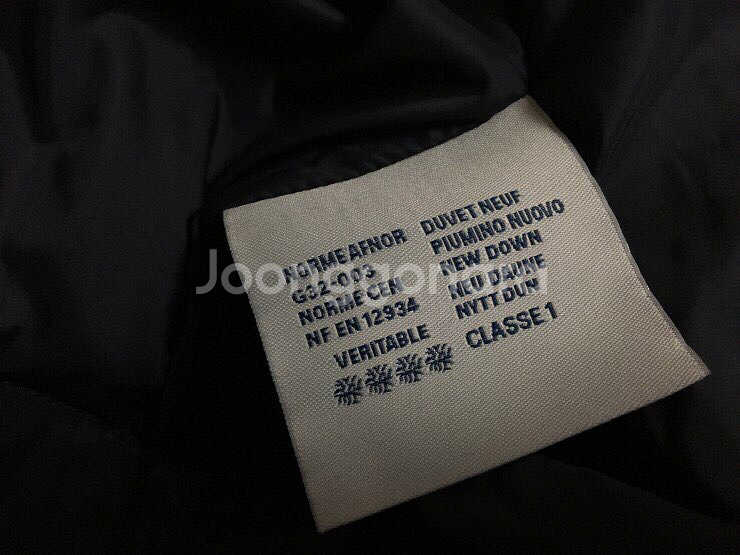 NORME AFNOR DUVET NEUF
G32-003 PIUMINO NUOVO
NORME CEN NEW DOWN
NF EN 12934 NEU DAUNE
NYTT DUN
VERITABLE CLASSE 1
Joonggonara